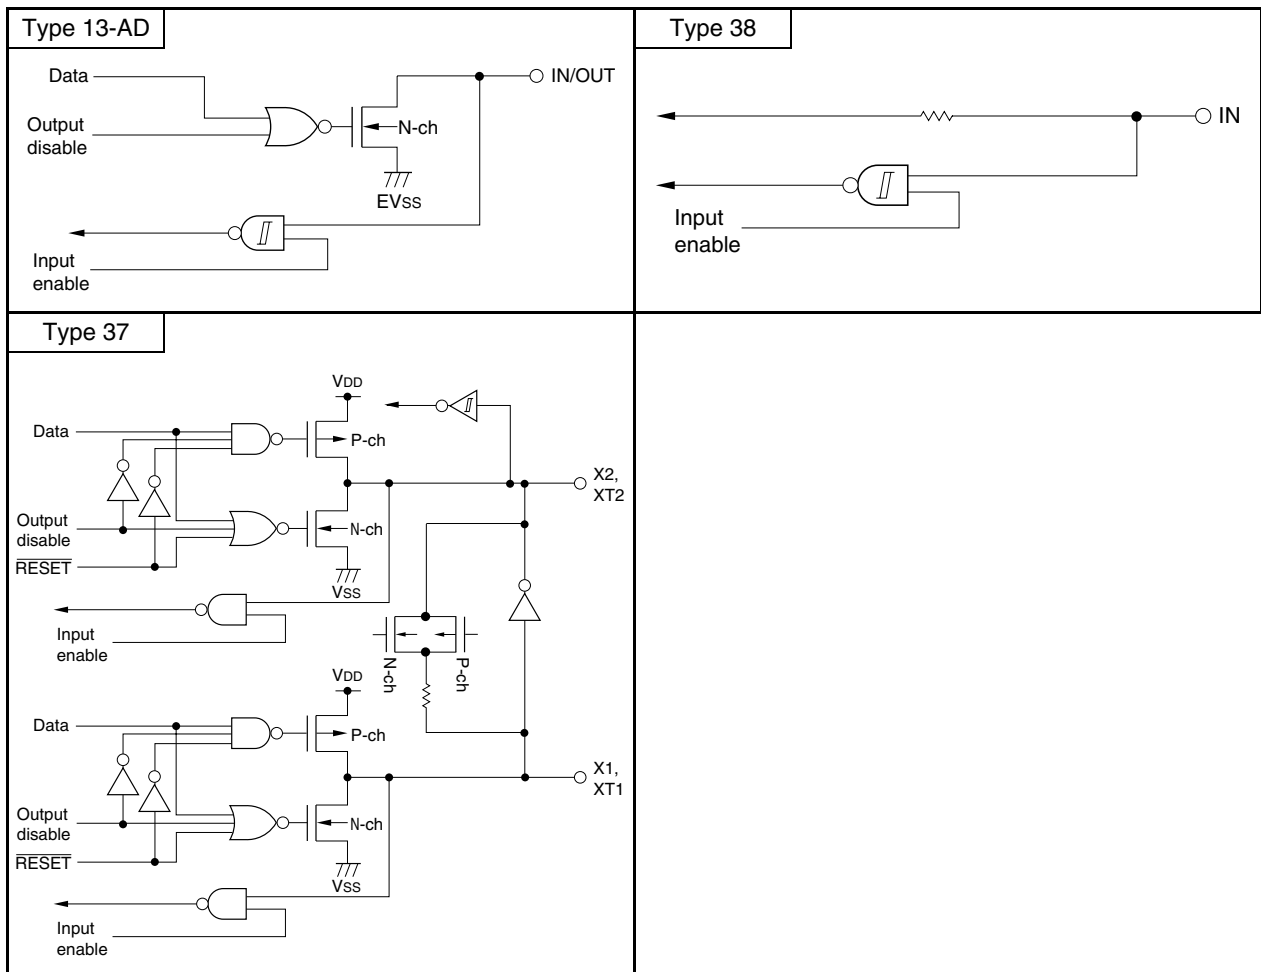 Type 13-AD
Data
Output
disable
N-ch
IN/OUT
EVSS
Input
enable
Type 38
IN
Input
enable
Type 37
VDD
Data
P-ch
X2,
XT2
Output
disable
N-ch
RESET
VSS
Input
enable
N-ch
P-ch
VDD
Data
P-ch
X1,
XT1
Output
disable
N-ch
RESET
VSS
Input
enable